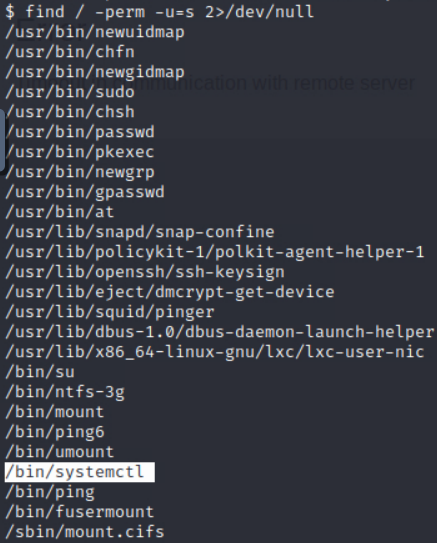 $ find / -perm -u=s 2>/dev/null
/usr/bin/newuidmap
/usr/bin/chfn
/usr/bin/newgidmap
/usr/bin/sudo
communication with remote server
/usr/bin/chsh
/usr/bin/passwd
/usr/bin/pkexec
/usr/bin/newgrp
/usr/bin/gpasswd
/usr/bin/at
/usr/lib/snapd/snap-confine
/usr/lib/policykit-1/polkit-agent-helper-1
/usr/lib/openssh/ssh-keysign
/usr/lib/eject/dmcrypt-get-device
/usr/lib/squid/pinger
/usr/lib/dbus-1.0/dbus-daemon-launch-helper
/usr/lib/x86_64-linux-gnu/lxc/lxc-user-nic
/bin/su
/bin/ntfs-3g
/bin/mount
/bin/ping6
/bin/umount
/bin/systemctl
/bin/ping
/bin/fusermount
/sbin/mount.cifs